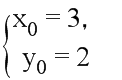 x₀ = 3,
y₀ = 2